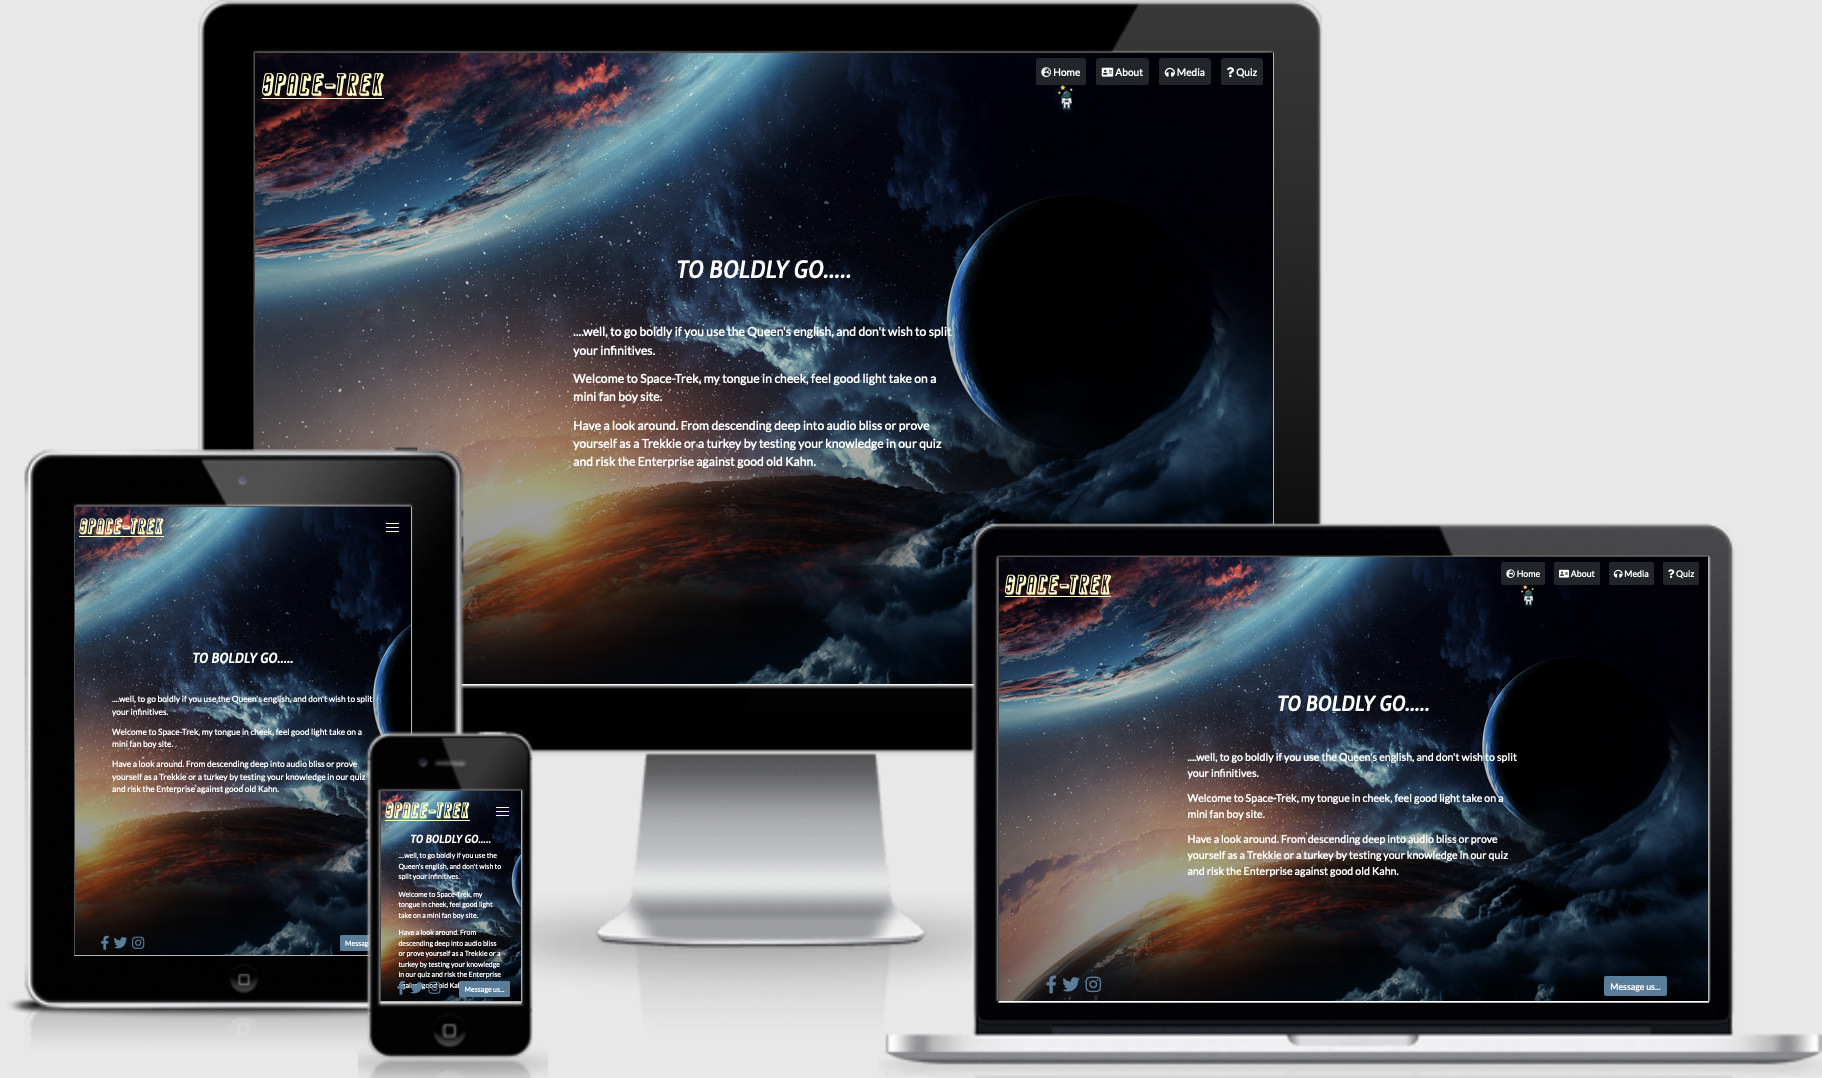 SPACE-TREK
Home About Media Quiz
TO BOLDLY GO.....
....well, to go boldly if you use the Queen's english, and don't wish to split
your infinitives.
Welcome to Space-Trek, my tongue in cheek, feel good light take on a
mini fan boy site.
Have a look around. From descending deep into audio bliss or prove
yourself as a Trekkie or a turkey by testing your knowledge in our quiz
and risk the Enterprise against good old Kahn.
SPACE-TREK
TO BOLDLY GO.....
....well, to go boldly if you use the Queen's english, and don't wish to split
your infinitives.
Welcome to Space-Trek, my tongue in cheek, feel good light take on a
mini fan boy site.
Have a look around. From descending deep into audio bliss or prove
yourself as a Trekkie or a turkey by testing your knowledge in our quiz
and risk the Enterprise against good old Kahn.
SPACE-TREK
TO BOLDLY GO.....
....well, to go boldly if you use the
Queen's english, and don't wish to
split your infinitives.
Welcome to Space-Trek, my
tongue in cheek, feel good light
take on a mini fan boy site.
Have a look around. From
descending deep into audio bliss
or prove yourself as a Trekkie or a
turkey by testing your knowledge
in our quiz and risk the Enterprise
against good old
Message us...
SPACE-TREK
Home About Media Quiz
TO BOLDLY GO.....
....well, to go boldly if you use the Queen's english, and don't wish to split
your infinitives.
Welcome to Space-Trek, my tongue in cheek, feel good light take on a
mini fan boy site.
Have a look around. From descending deep into audio bliss or prove
yourself as a Trekkie or a turkey by testing your knowledge in our quiz
and risk the Enterprise against good old Kahn.
Message us...